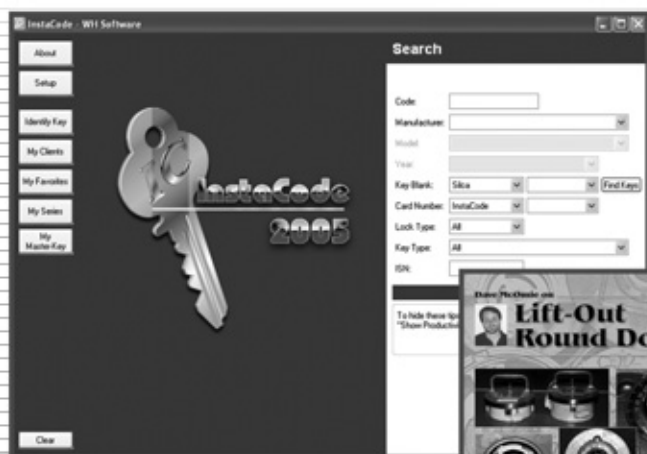 InstaCode - WH Software
About
Setup
Identify Key
My Clients
My Favorites
My Series
My
Master-Key
Clear
InstaCode
2005
Search
Code:
Manufacturer:
Model:
Year:
Key Blank: Silca Find Keys
Card Number: InstaCode
Lock Type: All
Key Type: All
ISN:
To hide these tips
"Show Productivi
Dave McOmie on
Lift-Out
Round Do